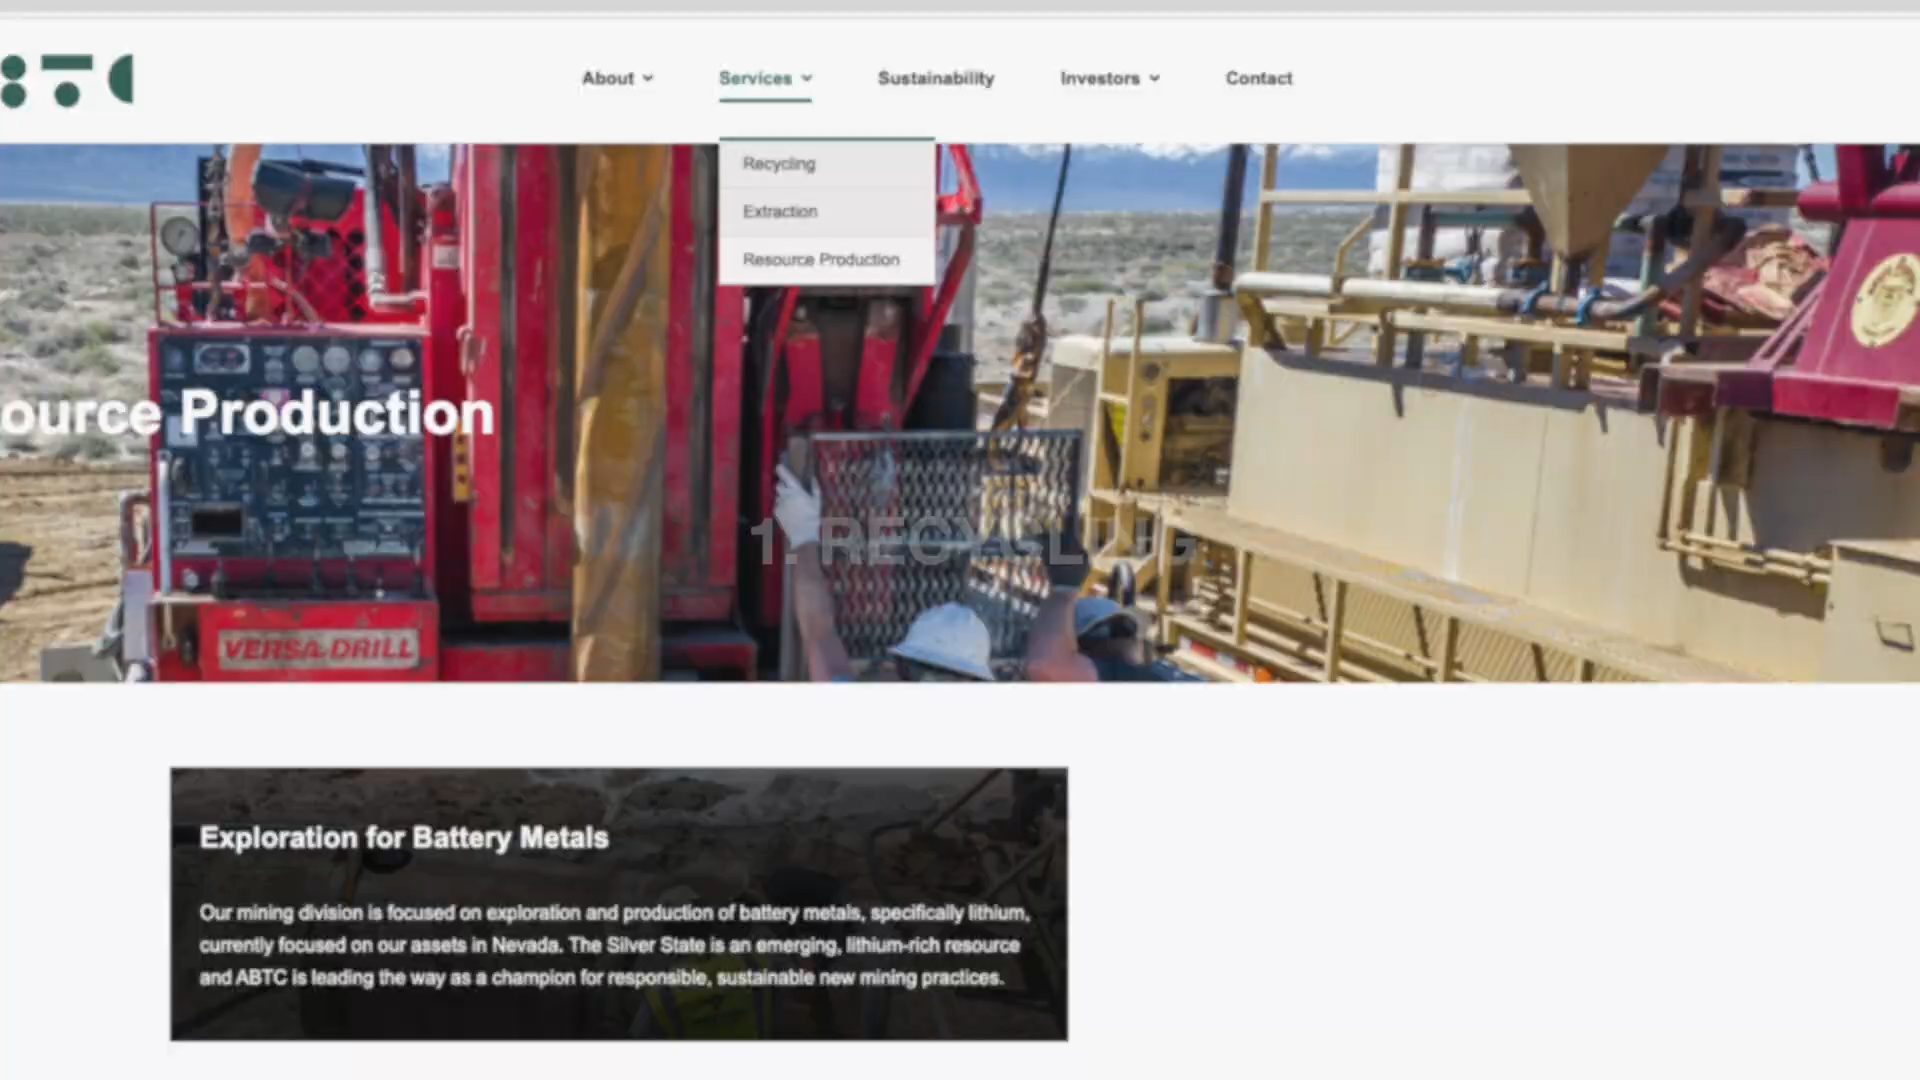 About
Services
Sustainability
Investors
Contact
Recycling
Extraction
Resource Production
ource Production
1. RECYCLING
VERSA-DRILL
Exploration for Battery Metals
Our mining division is focused on exploration and production of battery metals, specifically lithium,
currently focused on our assets in Nevada. The Silver State is an emerging, lithium-rich resource
and ABTC is leading the way as a champion for responsible, sustainable new mining practices.